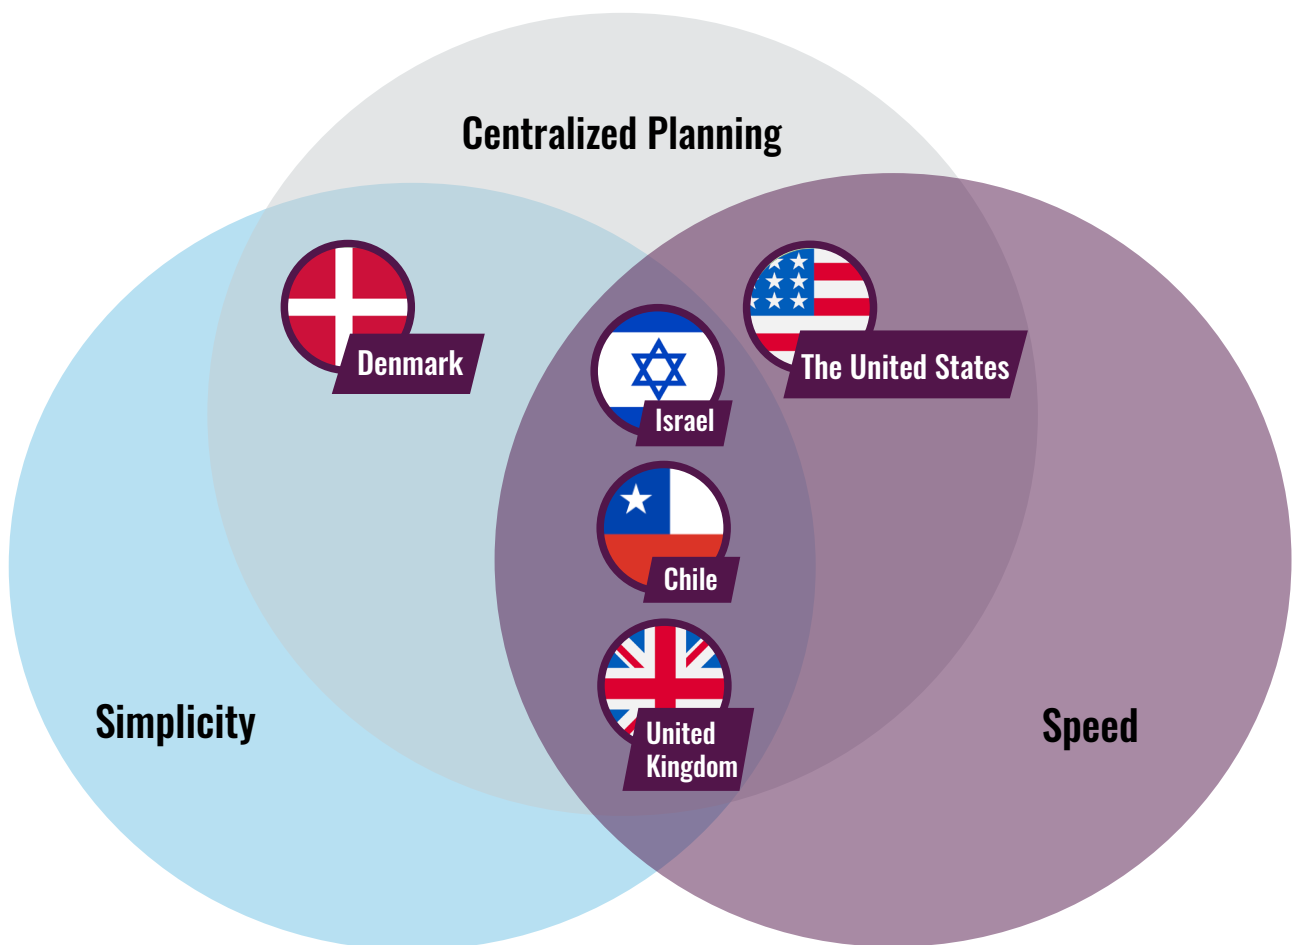 Centralized Planning
Denmark
The United States
Israel
Chile
United
Kingdom
Simplicity
Speed